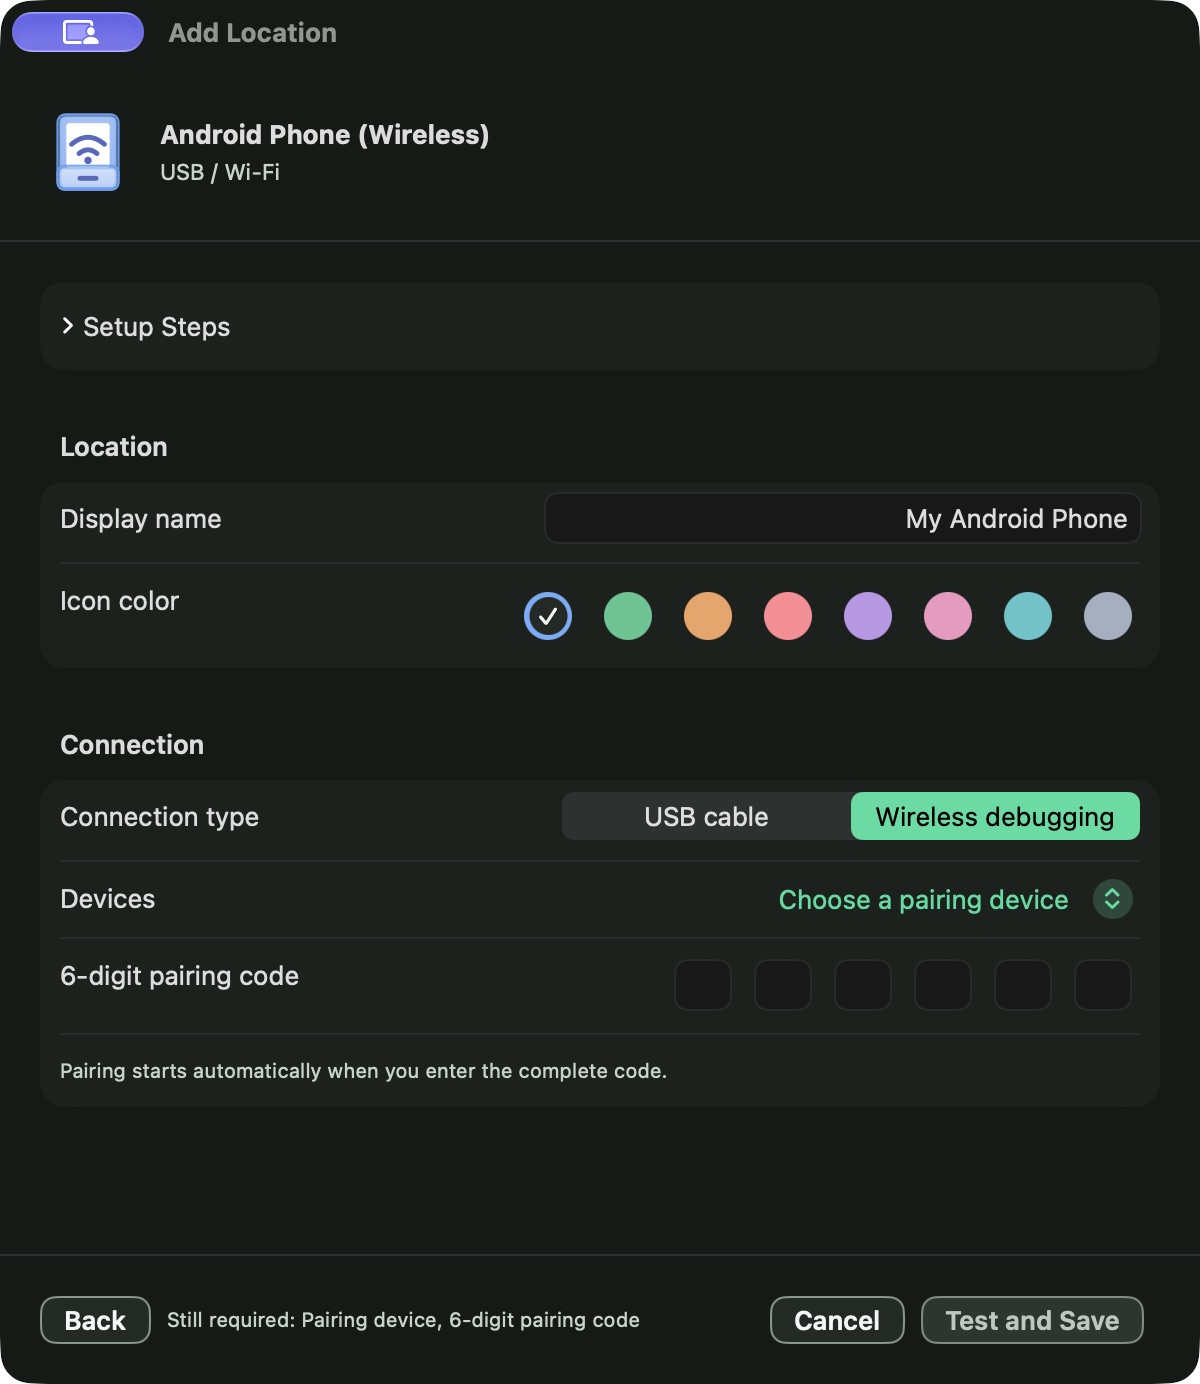 Add Location
Android Phone (Wireless)
USB / Wi-Fi
Setup Steps
Location
Display name
My Android Phone
Icon color
Connection
Connection type
USB cable
Wireless debugging
Devices
Choose a pairing device
6-digit pairing code
Pairing starts automatically when you enter the complete code.
Back
Still required: Pairing device, 6-digit pairing code
Cancel
Test and Save